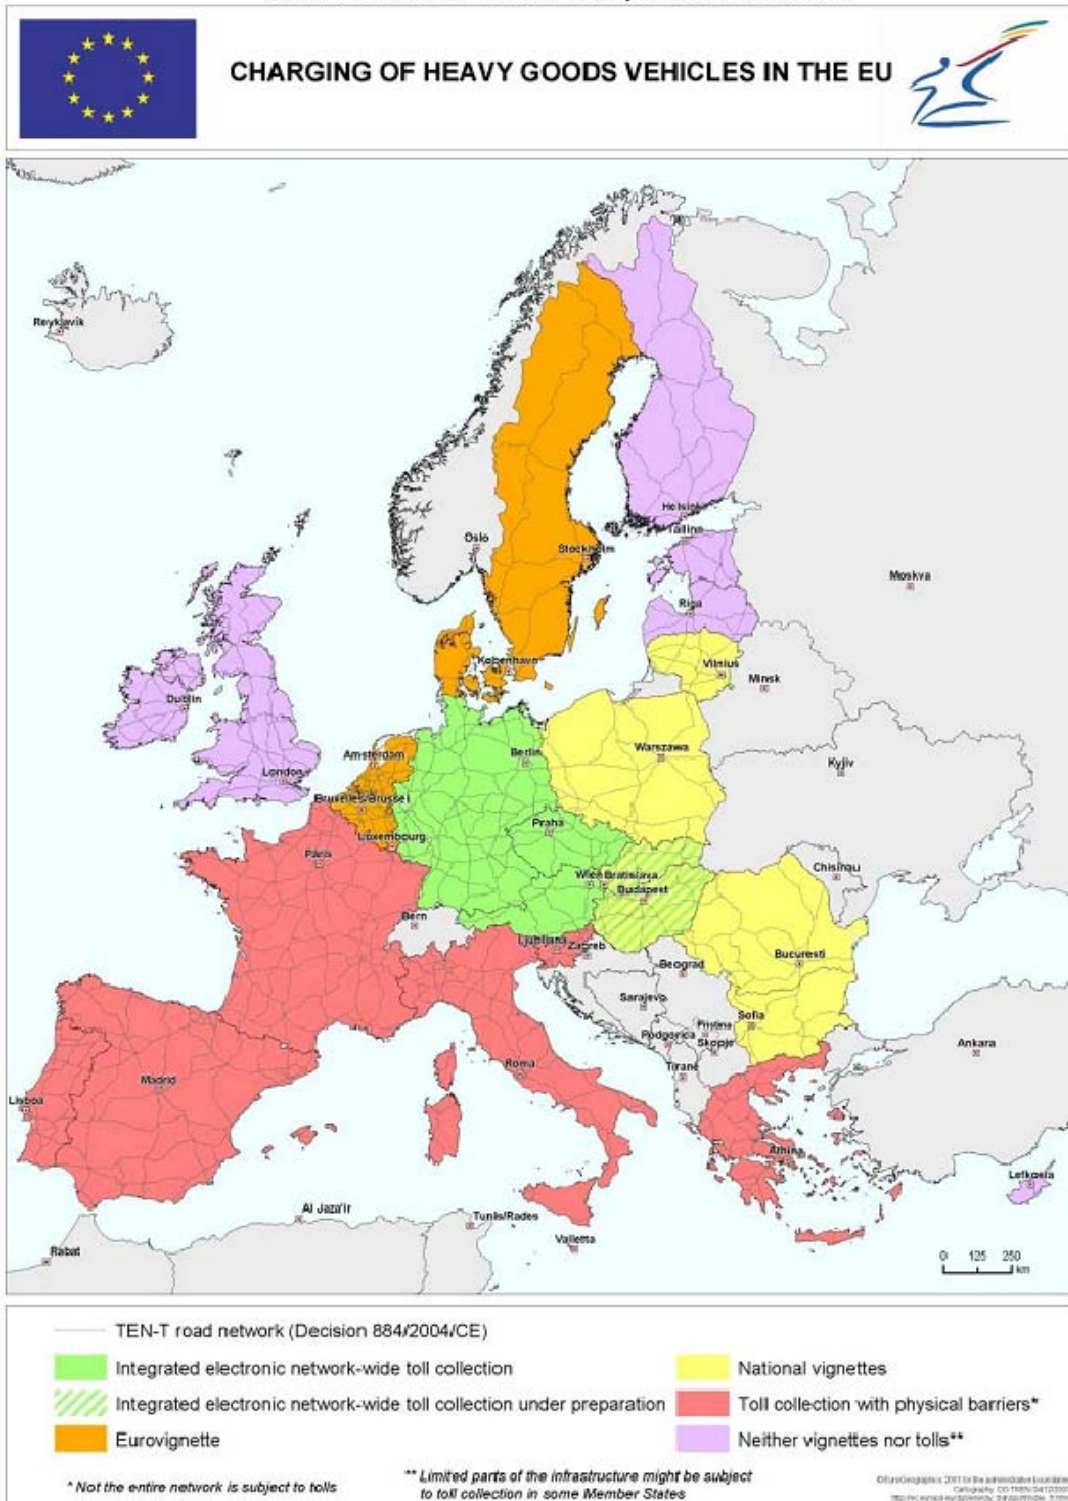 CHARGING OF HEAVY GOODS VEHICLES IN THE EU
Reykjavik
Helsinki
Tallinn
Oslo
Stockholm
Moskva
Riga
København
Vilnius
Minsk
Dublin
Amsterdam
Berlin
Warszawa
London
Kyjiv
Bruxelles/Brussel
Praha
Luxembourg
Paris
Chisinau
Wien
Bratislava
Budapest
Bern
Ljubljana
Zagreb
Bucuresti
Beograd
Sarajevo
Sofia
Pristina
Podgorica
Skopje
Ankara
Roma
Tiranë
Madrid
Lisboa
Athina
Lefkosia
Al Jaza'ir
Tunis/Rades
Valletta
Rabat
0 125 250
km
TEN-T road network (Decision 884/2004/CE)
Integrated electronic network-wide toll collection
National vignettes
Integrated electronic network-wide toll collection under preparation
Toll collection with physical barriers*
Eurovignette
Neither vignettes nor tolls**
* Not the entire network is subject to tolls
** Limited parts of the infrastructure might be subject
to toll collection in some Member States